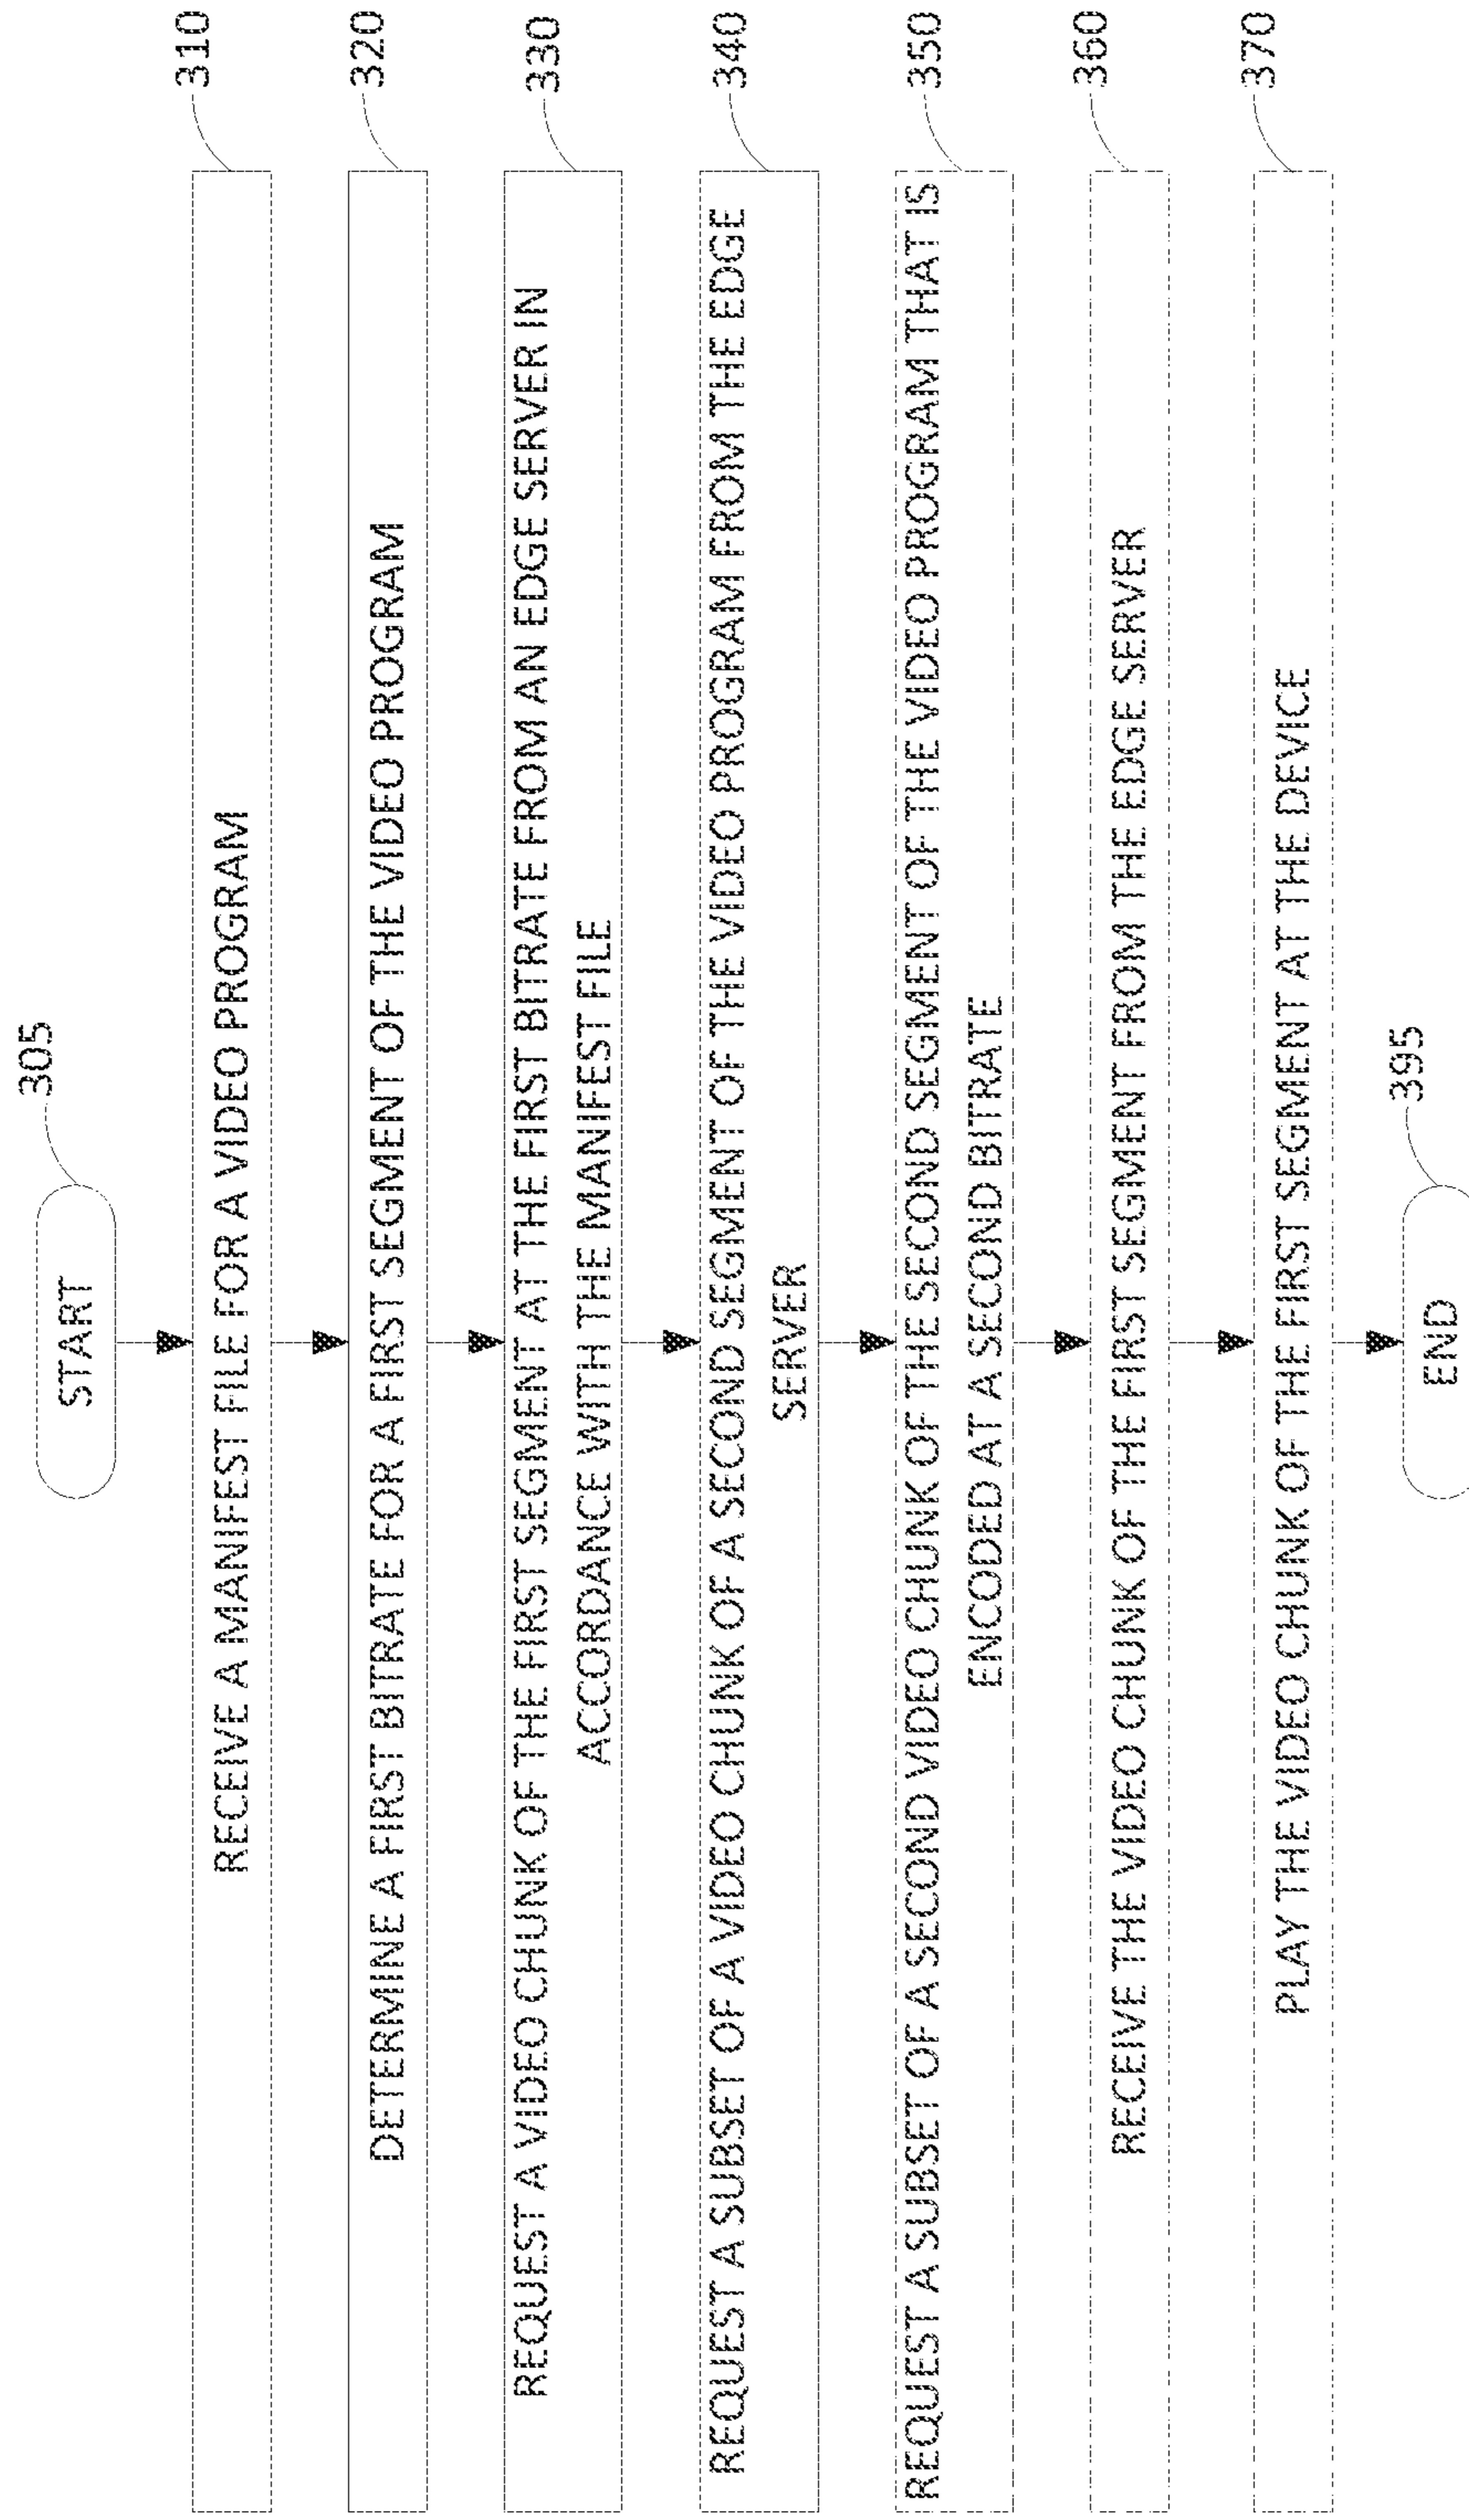 305
START
310
RECEIVE A MANIFEST FILE FOR A VIDEO PROGRAM
320
DETERMINE A FIRST BITRATE FOR A FIRST SEGMENT OF THE VIDEO PROGRAM
330
REQUEST A VIDEO CHUNK OF THE FIRST SEGMENT AT THE FIRST BITRATE FROM AN EDGE SERVER IN
ACCORDANCE WITH THE MANIFEST FILE
340
REQUEST A SUBSET OF A VIDEO CHUNK OF A SECOND SEGMENT OF THE VIDEO PROGRAM FROM THE EDGE
SERVER
350
REQUEST A SUBSET OF A SECOND VIDEO CHUNK OF THE SECOND SEGMENT OF THE VIDEO PROGRAM THAT IS
ENCODED AT A SECOND BITRATE
360
RECEIVE THE VIDEO CHUNK OF THE FIRST SEGMENT FROM THE EDGE SERVER
370
PLAY THE VIDEO CHUNK OF THE FIRST SEGMENT AT THE DEVICE
395
END